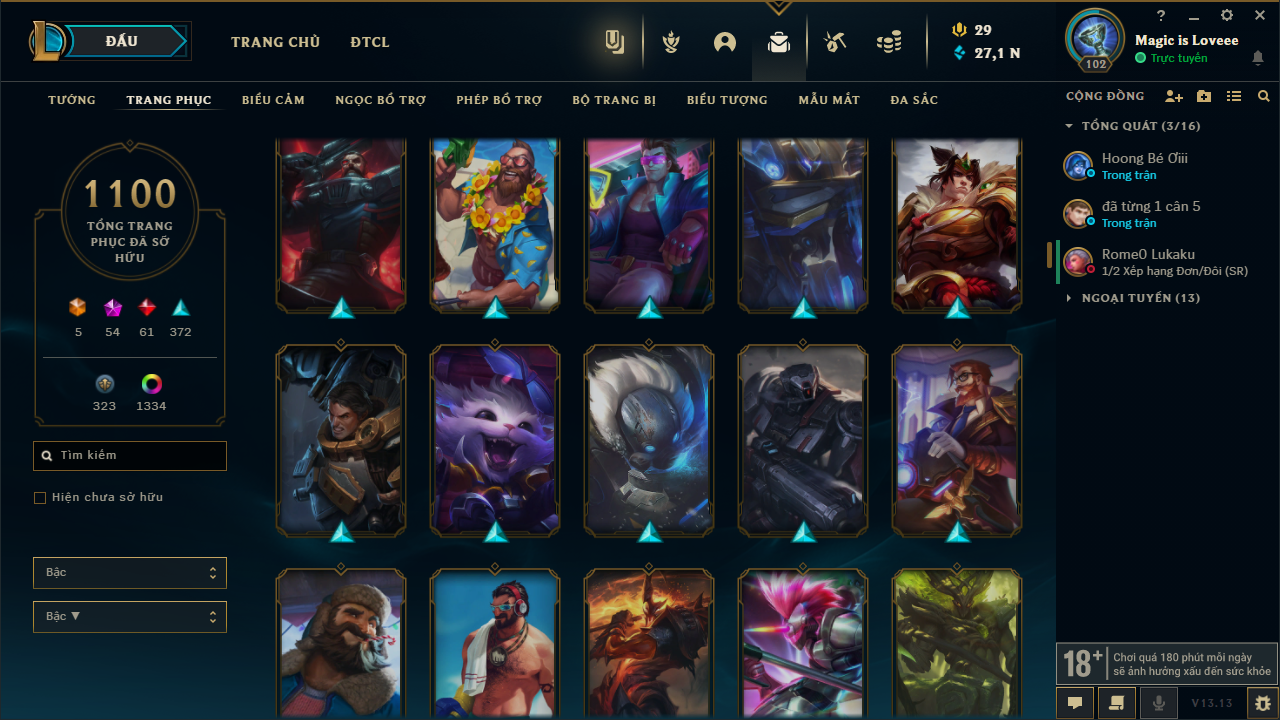 ĐẤU
TRANG CHỦ
ĐTCL
29
27,1 N
Magic is Loveee
Trực tuyến
102
TƯỚNG
TRANG PHỤC
BIỂU CẢM
NGỌC BỔ TRỢ
PHÉP BỔ TRỢ
BỘ TRANG BỊ
BIỂU TƯỢNG
MẪU MẮT
ĐA SẮC
1100
TỔNG TRANG
PHỤC ĐÃ SỞ
HỮU
5
54
61
372
323
1334
Tìm kiếm
Hiện chưa sở hữu
Bậc
Bậc ▼
CỘNG ĐỒNG
TỔNG QUÁT (3/16)
Hoong Bé Ơiii
Trong trận
đã từng 1 cân 5
Trong trận
Rome0 Lukaku
1/2 Xếp hạng Đơn/Đôi (SR)
NGOẠI TUYẾN (13)
18+
Chơi quá 180 phút mỗi ngày
sẽ ảnh hưởng xấu đến sức khỏe
V13.13